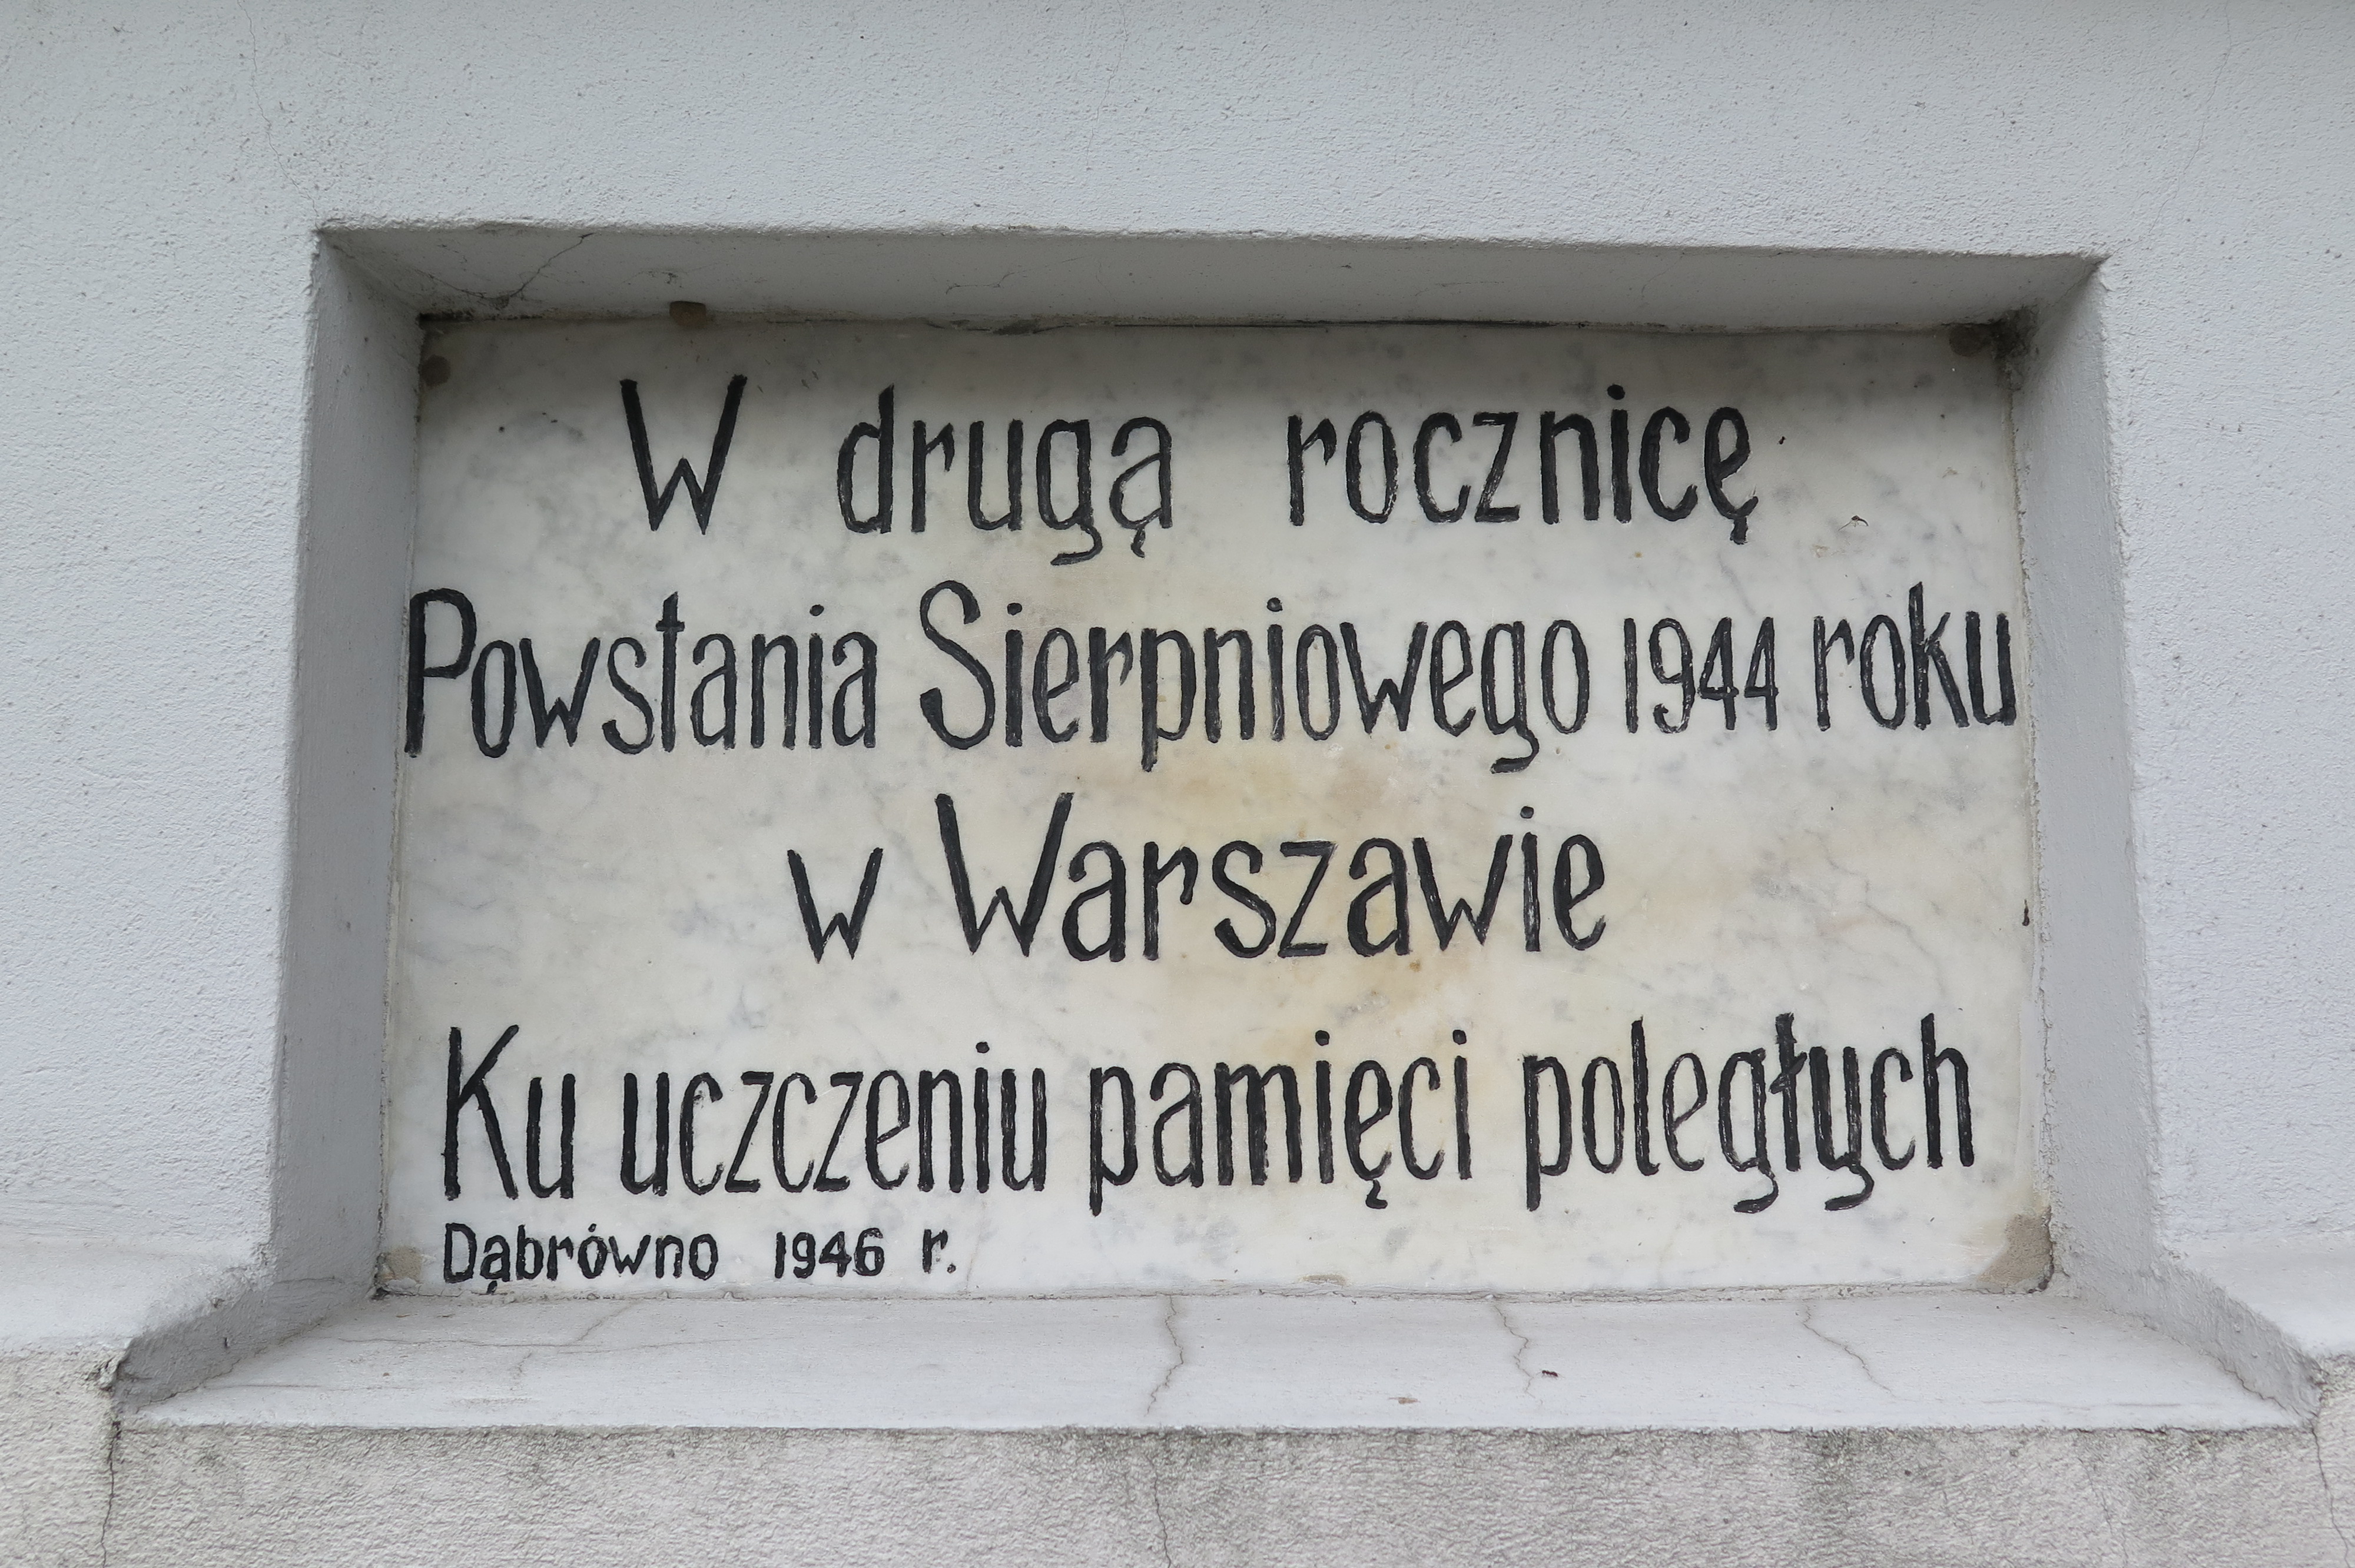 W drugą rocznicę
Powstania Sierpniowego 1944 roku
w Warszawie
Ku uczczeniu pamięci poległych
Dąbrówno 1946 r.